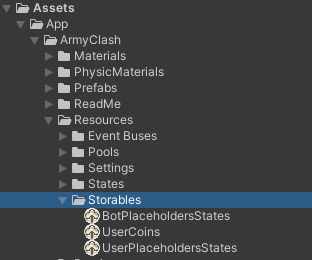 Assets
App
ArmyClash
Materials
PhysicMaterials
Prefabs
ReadMe
Resources
Event Buses
Pools
Settings
States
Storables
BotPlaceholdersStates
UserCoins
UserPlaceholdersStates